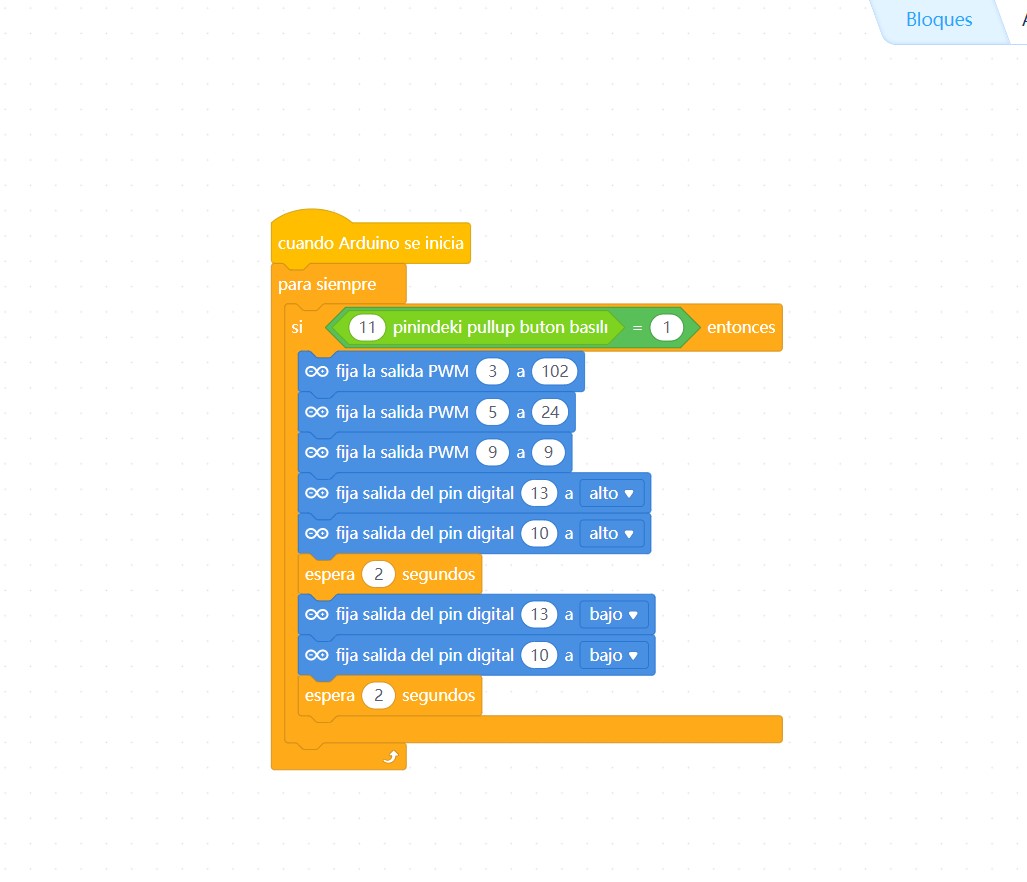 Bloques
cuando Arduino se inicia
para siempre
si 11 pinindeki pullup buton basılı = 1 entonces
fija la salida PWM 3 a 102
fija la salida PWM 5 a 24
fija la salida PWM 9 a 9
fija salida del pin digital 13 a alto
fija salida del pin digital 10 a alto
espera 2 segundos
fija salida del pin digital 13 a bajo
fija salida del pin digital 10 a bajo
espera 2 segundos